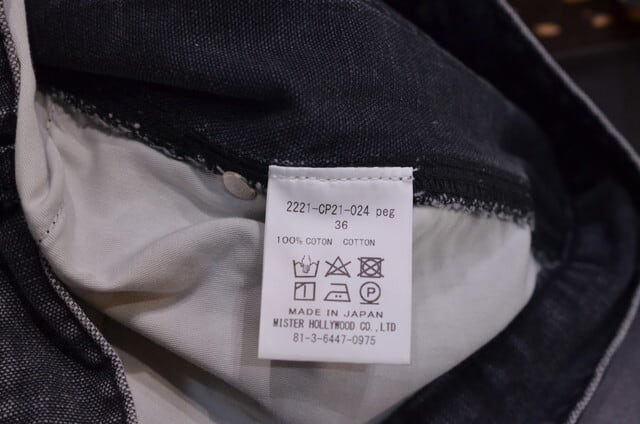 2221-CP21-024 peg
36
100% COTON COTTON
P
MADE IN JAPAN
MISTER HOLLYWOOD CO.,LTD
81-3-6447-0975